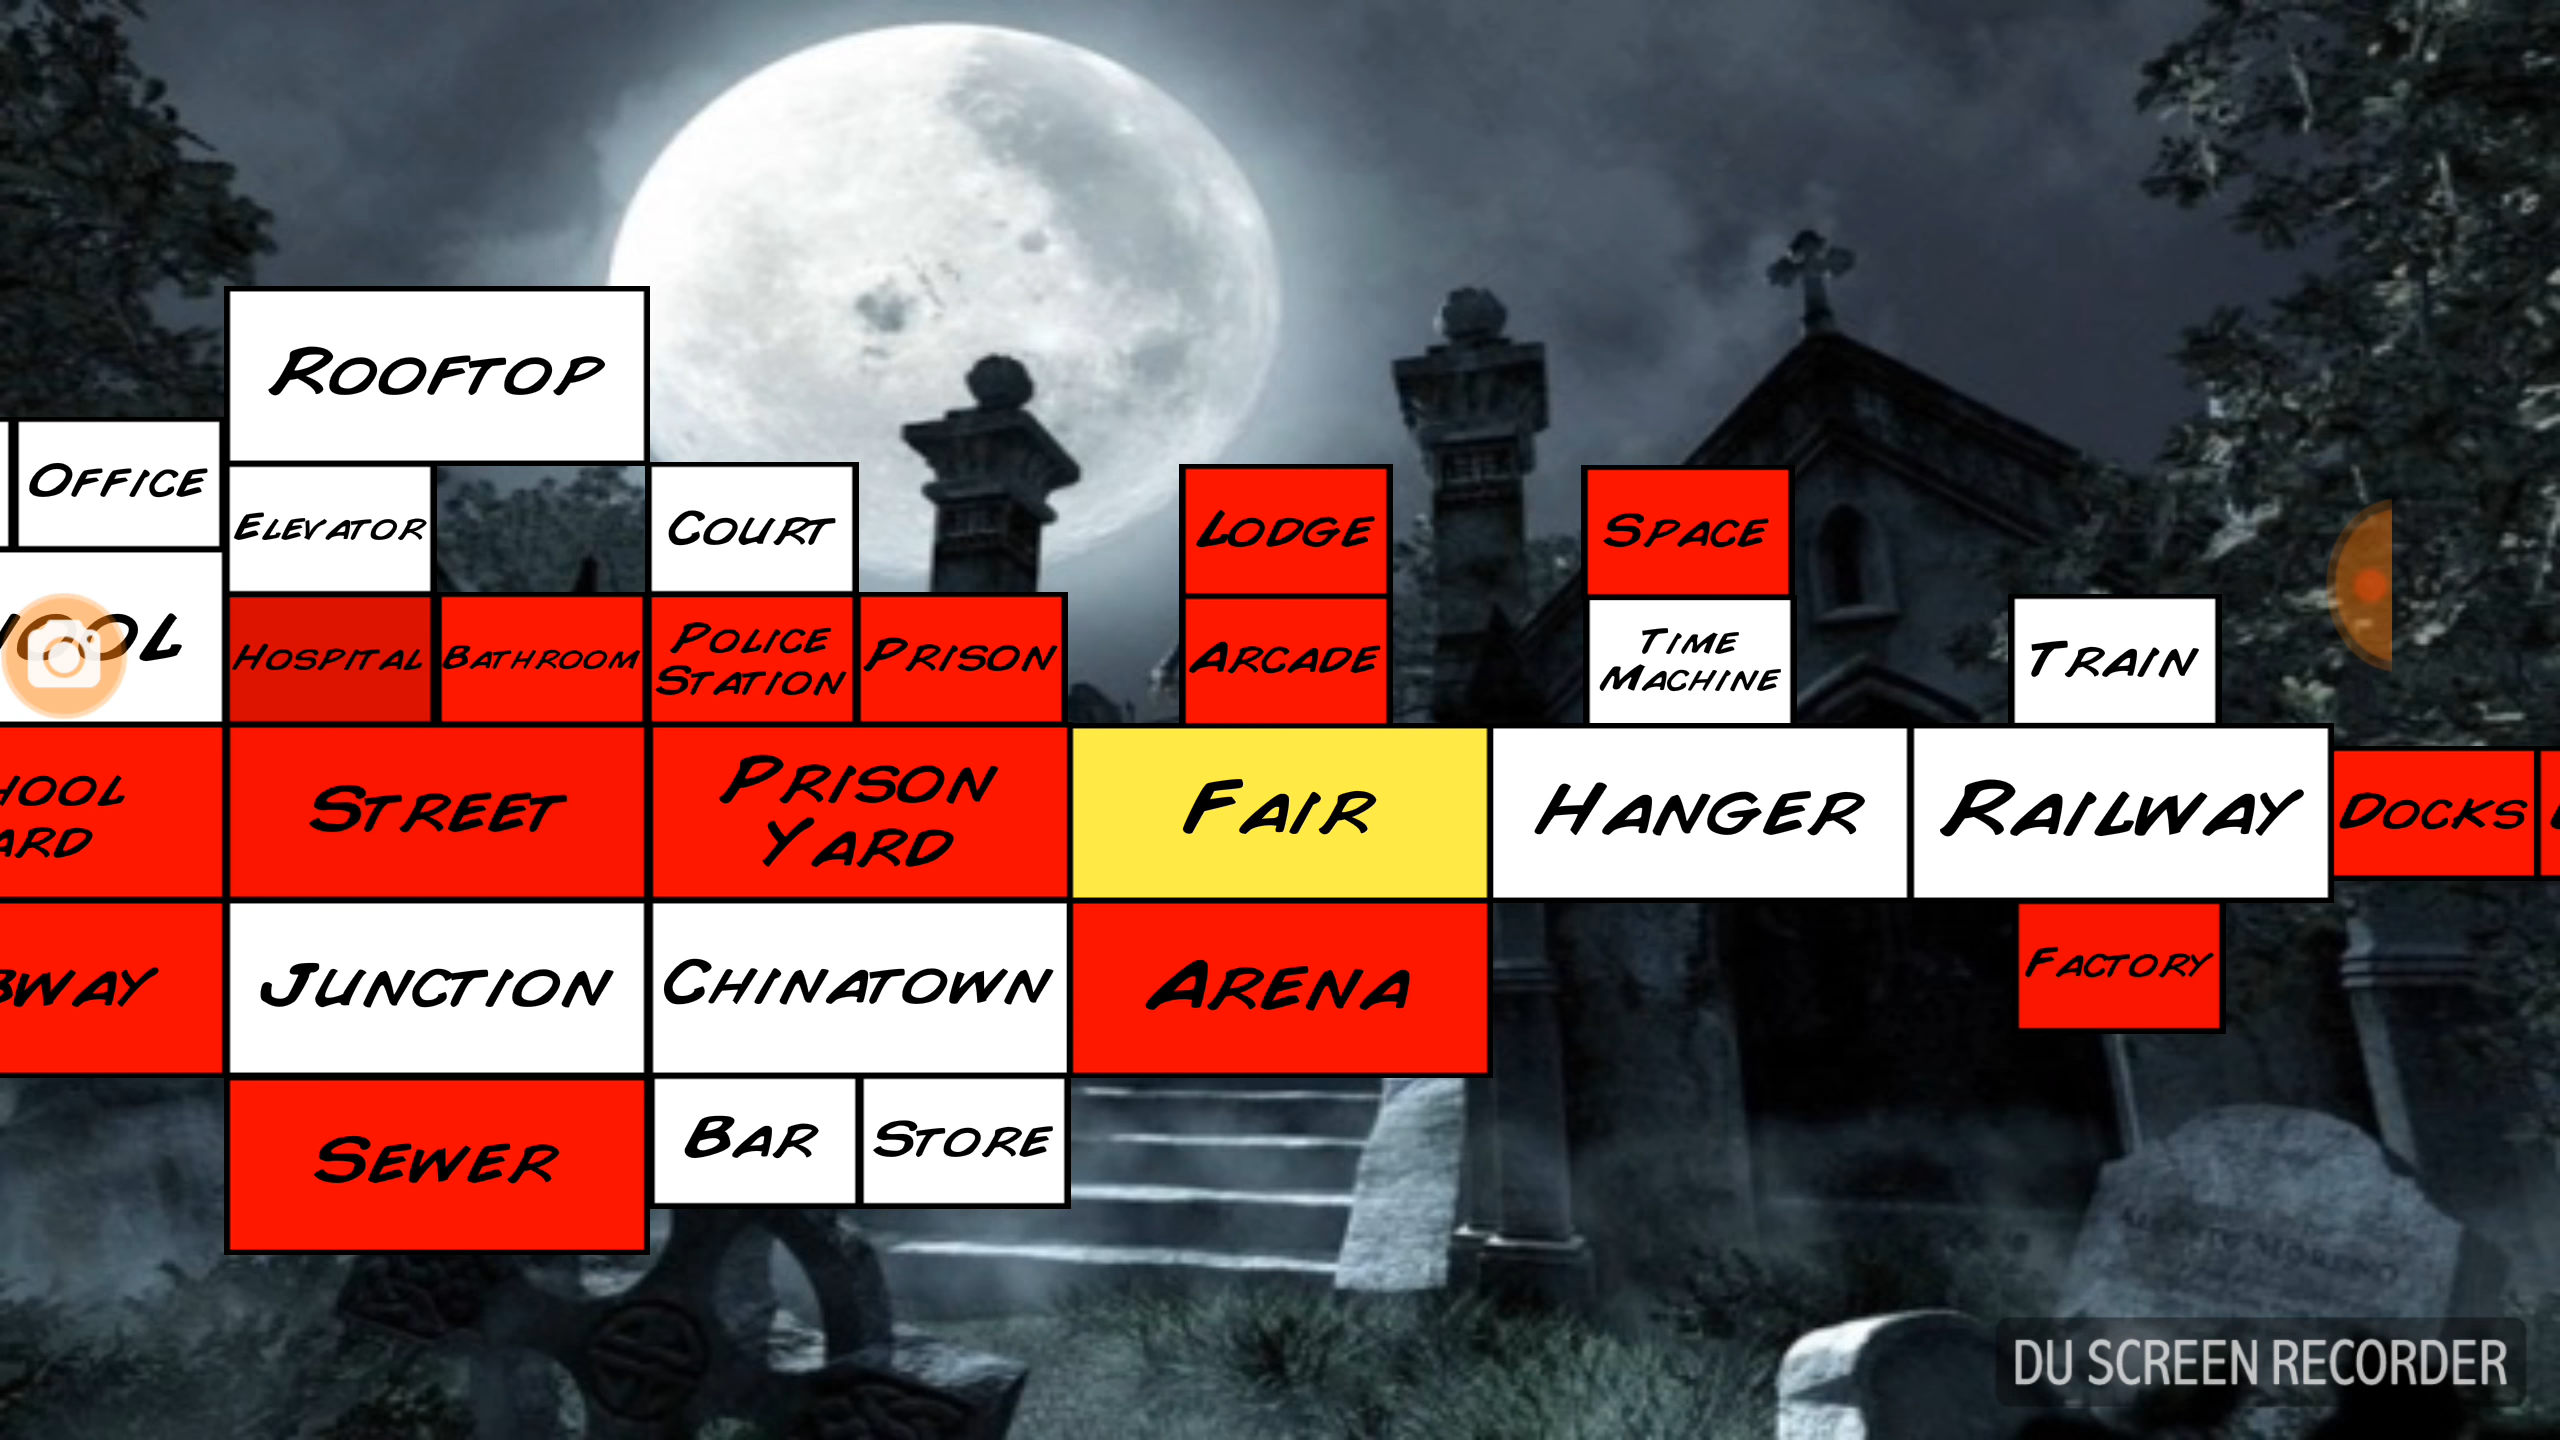 ROOFTOP
OFFICE
ELEVATOR
COURT
LODGE
SPACE
HOSPITAL
BATHROOM
POLICE
STATION
PRISON
ARCADE
TIME
MACHINE
TRAIN
STREET
PRISON
YARD
FAIR
HANGER
RAILWAY
DOCKS
JUNCTION
CHINATOWN
ARENA
FACTORY
SEWER
BAR
STORE
DU SCREEN RECORDER